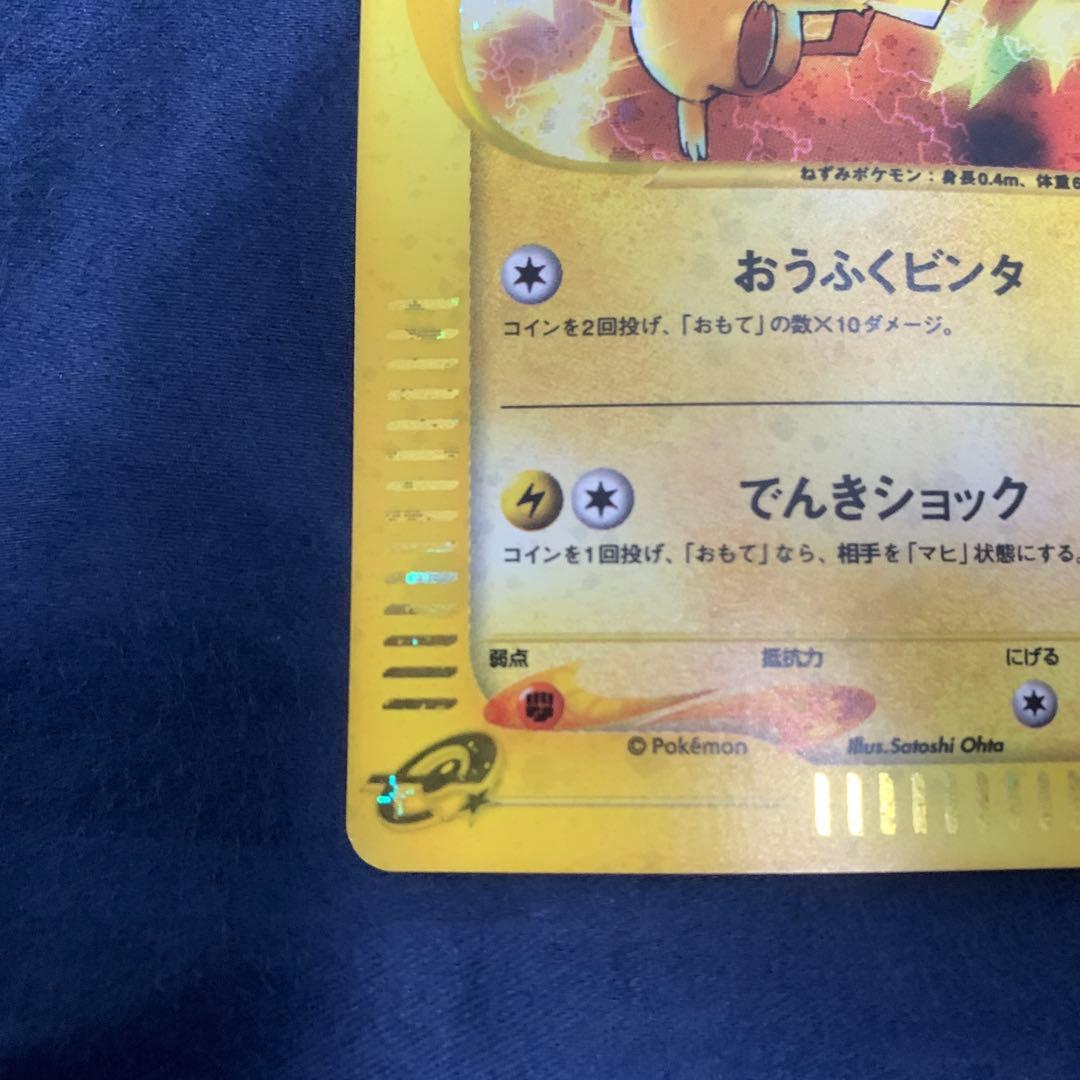 ねずみポケモン：身長0.4m、体重6
おうふくビンタ
コインを2回投げ、「おもて」の数×10ダメージ。
でんきショック
コインを1回投げ、「おもて」なら、相手を「マヒ」状態にする。
弱点 抵抗力 にげる
© Pokémon Illus.Satoshi Ohta
e